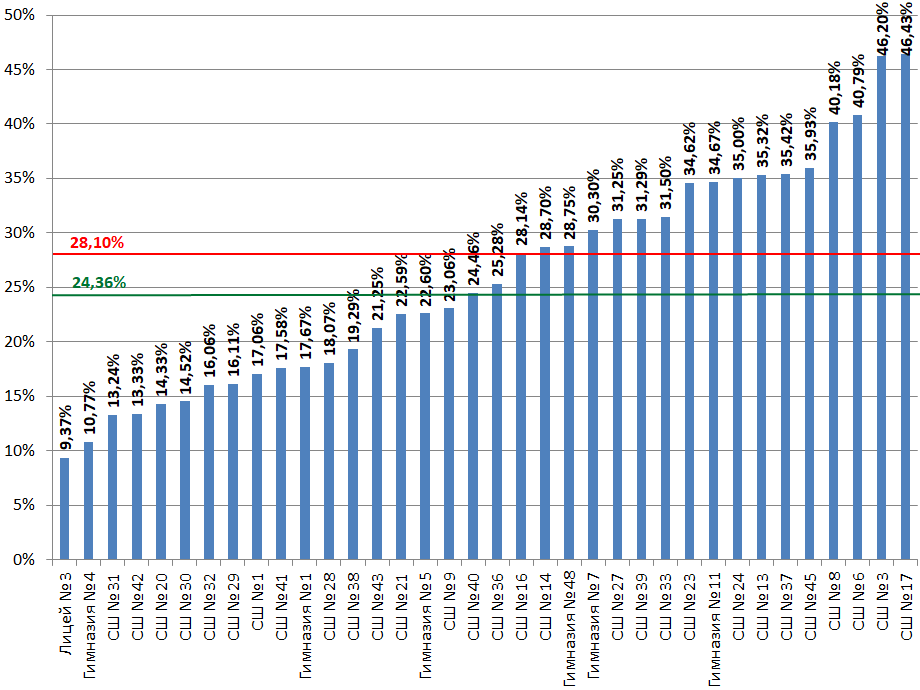 50%
45%
40%
35%
30%
25%
20%
15%
10%
5%
0%
28,10%
24,36%
9,37%
10,77%
13,24%
13,33%
14,33%
14,52%
16,06%
16,11%
17,06%
17,58%
17,67%
18,07%
19,29%
21,25%
22,59%
22,60%
23,06%
24,46%
25,28%
28,14%
28,70%
28,75%
30,30%
31,25%
31,29%
31,50%
34,62%
34,67%
35,00%
35,32%
35,42%
35,93%
40,18%
40,79%
46,20%
46,43%
Лицей №3
Гимназия №4
СШ №31
СШ №42
СШ №20
СШ №30
СШ №32
СШ №29
СШ №1
СШ №41
Гимназия №1
СШ №28
СШ №38
СШ №43
СШ №21
Гимназия №5
СШ №9
СШ №40
СШ №36
СШ №16
СШ №14
Гимназия №48
Гимназия №7
СШ №27
СШ №39
СШ №33
СШ №23
Гимназия №11
СШ №24
СШ №13
СШ №37
СШ №45
СШ №8
СШ №6
СШ №3
СШ №17